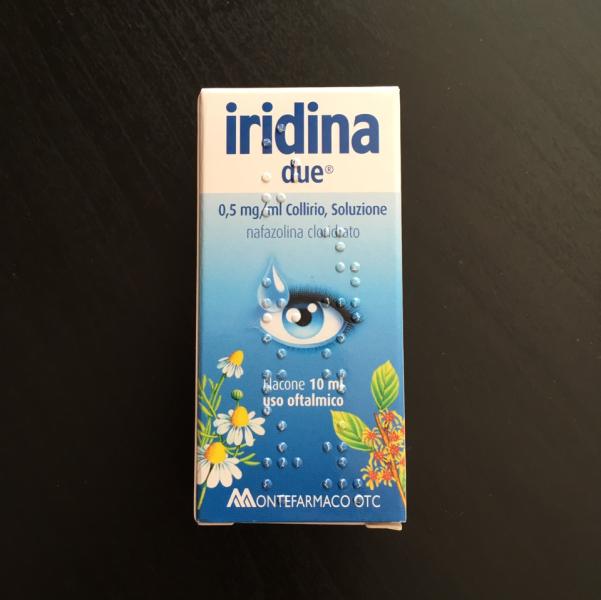 iridina
due®
0,5 mg/ml Collirio, Soluzione
nafazolina cloridrato
Flacone 10 ml
uso oftalmico
MONTEFARMACO OTC